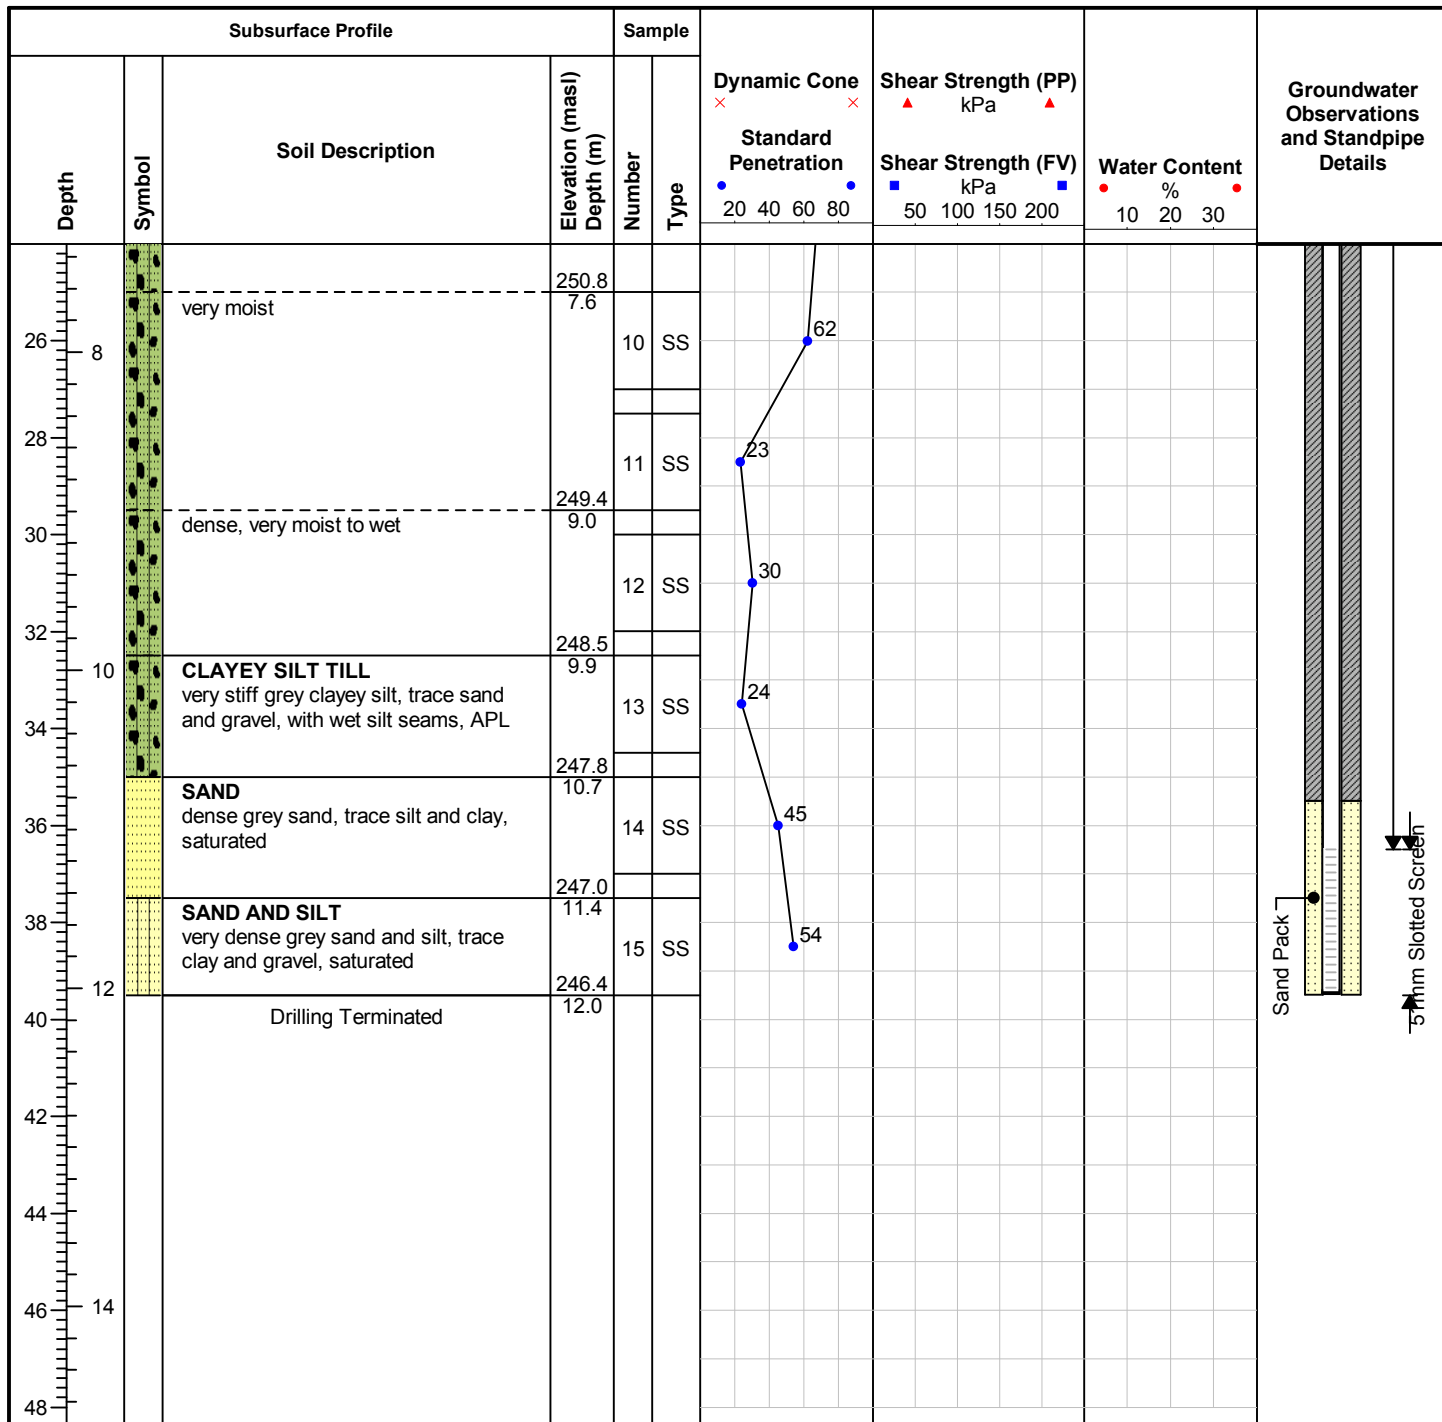 Subsurface Profile
Sample
Depth
Symbol
Soil Description
Elevation (masl)
Depth (m)
Number
Type
Dynamic Cone
Standard
Penetration
20 40 60 80
Shear Strength (PP)
kPa
Shear Strength (FV)
kPa
50 100 150 200
Water Content
%
10 20 30
Groundwater
Observations
and Standpipe
Details
250.8
7.6
very moist
26
8
10 SS
62
28
11 SS
23
249.4
9.0
dense, very moist to wet
30
12 SS
30
32
248.5
9.9
10
CLAYEY SILT TILL
very stiff grey clayey silt, trace sand
and gravel, with wet silt seams, APL
13 SS
24
34
247.8
10.7
SAND
dense grey sand, trace silt and clay,
saturated
36
14 SS
45
247.0
11.4
SAND AND SILT
very dense grey sand and silt, trace
clay and gravel, saturated
38
15 SS
54
246.4
12.0
12
Drilling Terminated
Sand Pack
51mm Slotted Screen
40
42
44
46
14
48